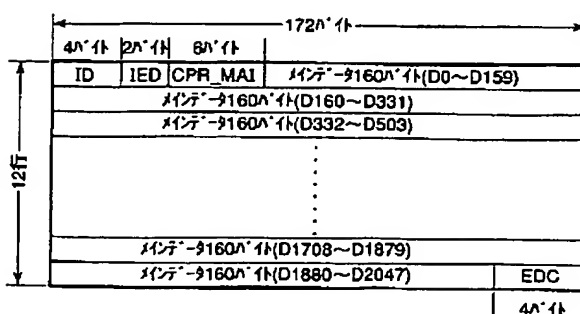 172ﾊﾞｲﾄ
4ﾊﾞｲﾄ 2ﾊﾞｲﾄ 6ﾊﾞｲﾄ
ID IED CPR_MAI ﾒｲﾝﾃﾞｰﾀ160ﾊﾞｲﾄ(D0～D159)
ﾒｲﾝﾃﾞｰﾀ160ﾊﾞｲﾄ(D160～D331)
ﾒｲﾝﾃﾞｰﾀ160ﾊﾞｲﾄ(D332～D503)
12行
ﾒｲﾝﾃﾞｰﾀ160ﾊﾞｲﾄ(D1708～D1879)
ﾒｲﾝﾃﾞｰﾀ160ﾊﾞｲﾄ(D1880～D2047) EDC
4ﾊﾞｲﾄ